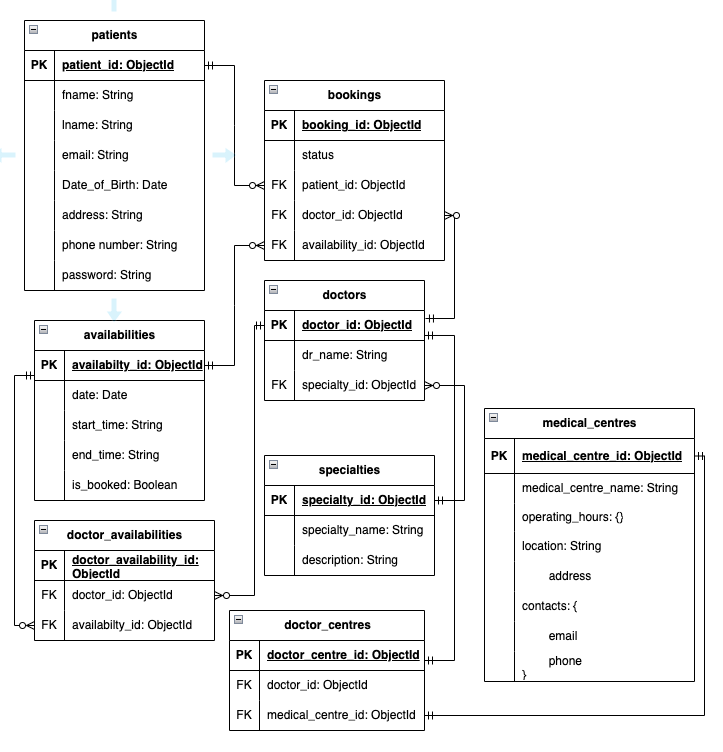 patients
PK patient_id: ObjectId
fname: String
lname: String
email: String
Date_of_Birth: Date
address: String
phone number: String
password: String
bookings
PK booking_id: ObjectId
status
FK patient_id: ObjectId
FK doctor_id: ObjectId
FK availability_id: ObjectId
doctors
PK doctor_id: ObjectId
dr_name: String
FK specialty_id: ObjectId
availabilities
PK availabilty_id: ObjectId
date: Date
start_time: String
end_time: String
is_booked: Boolean
specialties
PK specialty_id: ObjectId
specialty_name: String
description: String
medical_centres
PK medical_centre_id: ObjectId
medical_centre_name: String
operating_hours: {}
location: String
address
contacts: {
email
phone
}
doctor_availabilities
PK doctor_availability_id:
ObjectId
FK doctor_id: ObjectId
FK availabilty_id: ObjectId
doctor_centres
PK doctor_centre_id: ObjectId
FK doctor_id: ObjectId
FK medical_centre_id: ObjectId